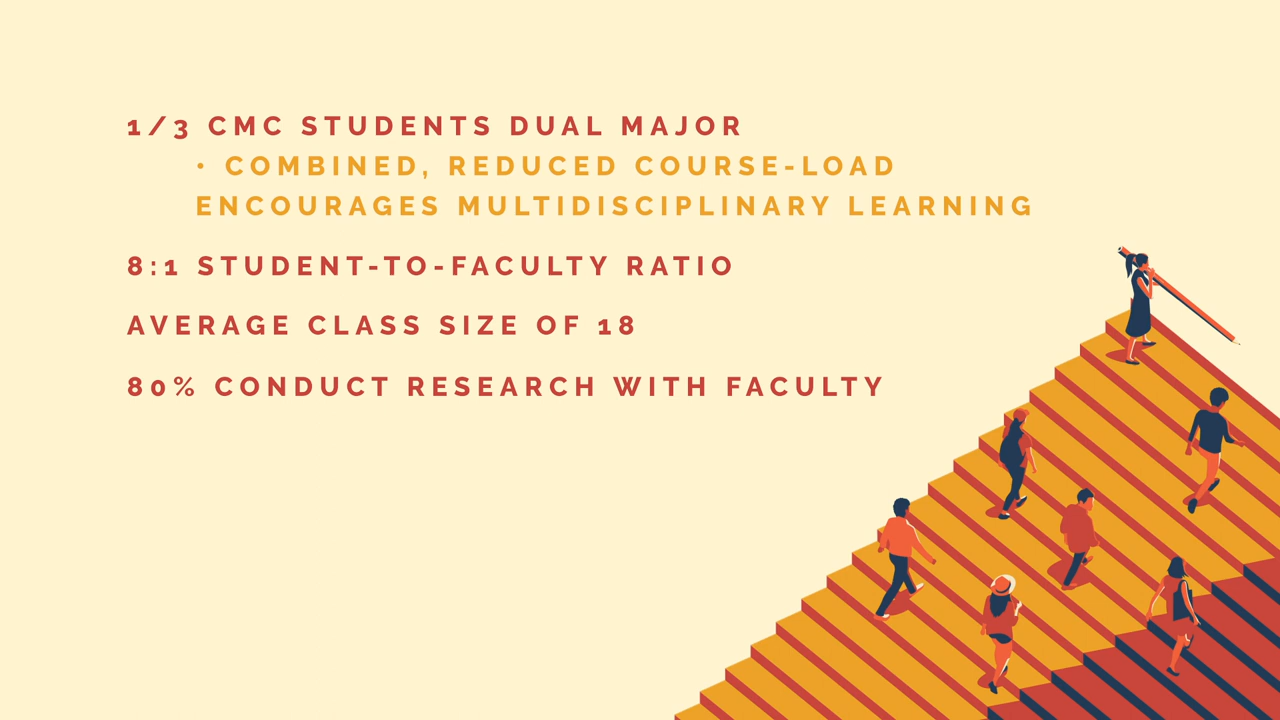 1/3 CMC STUDENTS DUAL MAJOR
• COMBINED, REDUCED COURSE-LOAD
ENCOURAGES MULTIDISCIPLINARY LEARNING
8:1 STUDENT-TO-FACULTY RATIO
AVERAGE CLASS SIZE OF 18
80% CONDUCT RESEARCH WITH FACULTY